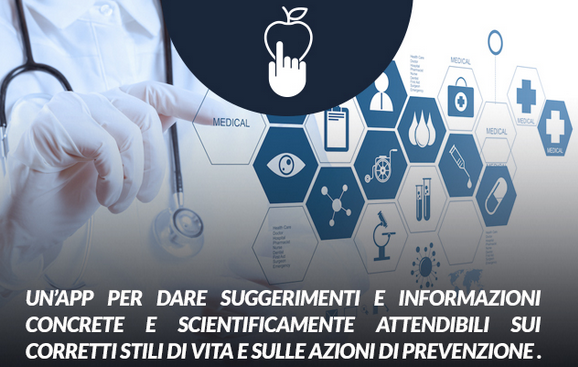 MEDICAL
MEDICAL
MEDICAL
MEDICAL
MEDICAL
UN'APP PER DARE SUGGERIMENTI E INFORMAZIONI
CONCRETE E SCIENTIFICAMENTE ATTENDIBILI SUI
CORRETTI STILI DI VITA E SULLE AZIONI DI PREVENZIONE .